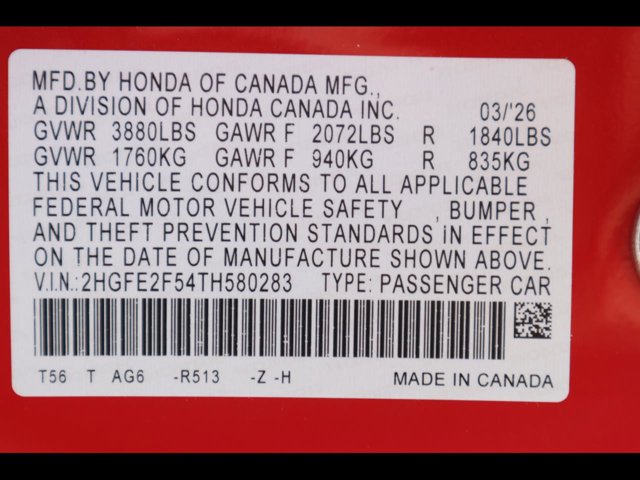 MFD.BY HONDA OF CANADA MFG.,
A DIVISION OF HONDA CANADA INC. 03/'26
GVWR 3880LBS GAWR F 2072LBS R 1840LBS
GVWR 1760KG GAWR F 940KG R 835KG
THIS VEHICLE CONFORMS TO ALL APPLICABLE
FEDERAL MOTOR VEHICLE SAFETY , BUMPER ,
AND THEFT PREVENTION STANDARDS iN EFFECT
ON THE DATE OF MANUFACTURE SHOWN ABOVE.
V.I.N.: 2HGFE2F54TH580283 TYPE: PASSENGER CAR
T56 T AG6 -R513 -Z -H MADE IN CANADA